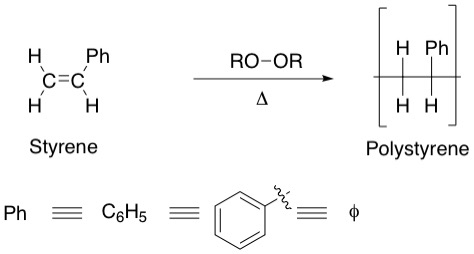 H Ph
C=C
H H
Styrene
RO-OR
Δ
H Ph
H H
Polystyrene
Ph ≡ C₆H₅ ≡ ≡ ϕ